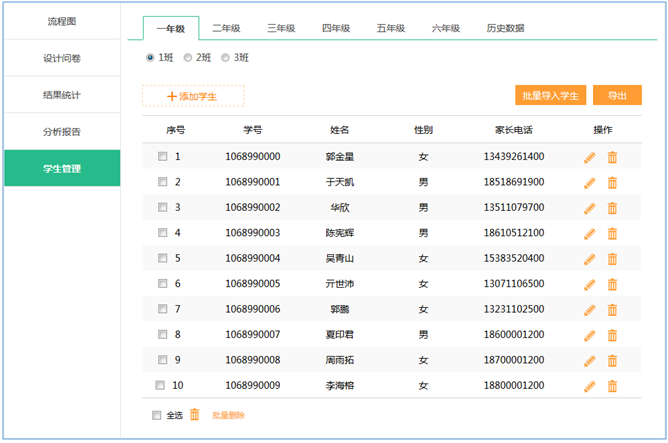 流程图
设计问卷
结果统计
分析报告
学生管理
一年级 二年级 三年级 四年级 五年级 六年级 历史数据
1班 2班 3班
添加学生 批量导入学生 导出
序号 学号 姓名 性别 家长电话 操作
1 1068990000 郭金星 女 13439261400
2 1068990001 于天凯 男 18518691900
3 1068990002 华欣 男 13511079700
4 1068990003 陈宪辉 男 18610512100
5 1068990004 吴青山 女 15383520400
6 1068990005 亓世沛 女 13071106500
7 1068990006 郭鹏 女 13231102500
8 1068990007 夏印君 男 18600001200
9 1068990008 周雨拓 女 18700001200
10 1068990009 李海榕 女 18800001200
全选 批量删除